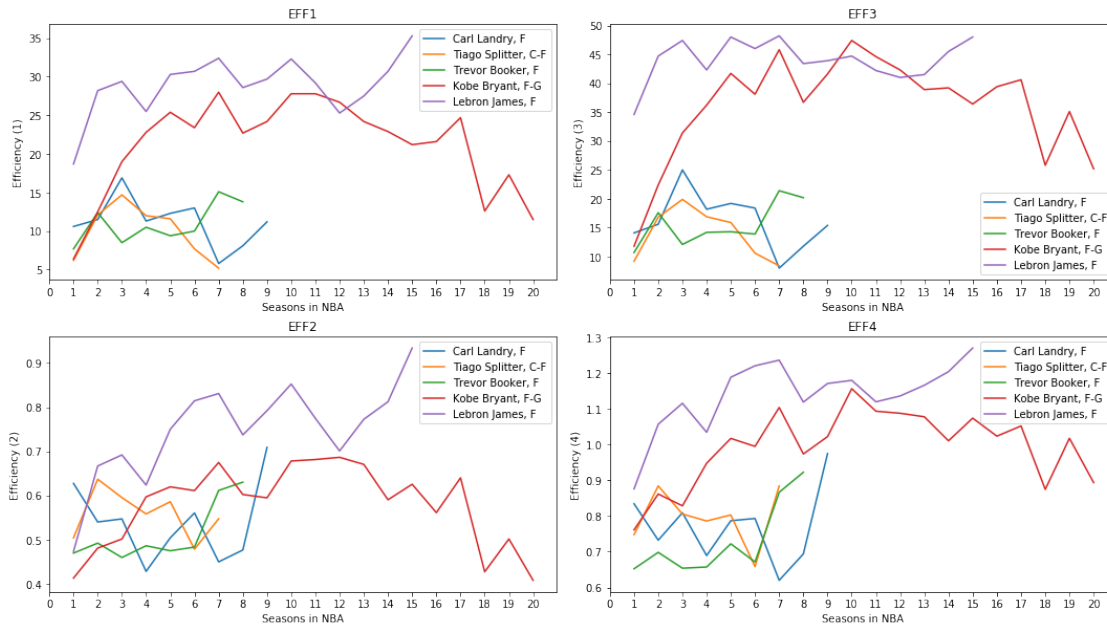 EFF1
Efficiency (1)
35
30
25
20
15
10
5
0 1 2 3 4 5 6 7 8 9 10 11 12 13 14 15 16 17 18 19 20
Seasons in NBA
Carl Landry, F
Tiago Splitter, C-F
Trevor Booker, F
Kobe Bryant, F-G
Lebron James, F
EFF3
Efficiency (3)
50
45
40
35
30
25
20
15
10
0 1 2 3 4 5 6 7 8 9 10 11 12 13 14 15 16 17 18 19 20
Seasons in NBA
Carl Landry, F
Tiago Splitter, C-F
Trevor Booker, F
Kobe Bryant, F-G
Lebron James, F
EFF2
Efficiency (2)
0.9
0.8
0.7
0.6
0.5
0.4
0 1 2 3 4 5 6 7 8 9 10 11 12 13 14 15 16 17 18 19 20
Seasons in NBA
Carl Landry, F
Tiago Splitter, C-F
Trevor Booker, F
Kobe Bryant, F-G
Lebron James, F
EFF4
Efficiency (4)
1.3
1.2
1.1
1.0
0.9
0.8
0.7
0.6
0 1 2 3 4 5 6 7 8 9 10 11 12 13 14 15 16 17 18 19 20
Seasons in NBA
Carl Landry, F
Tiago Splitter, C-F
Trevor Booker, F
Kobe Bryant, F-G
Lebron James, F